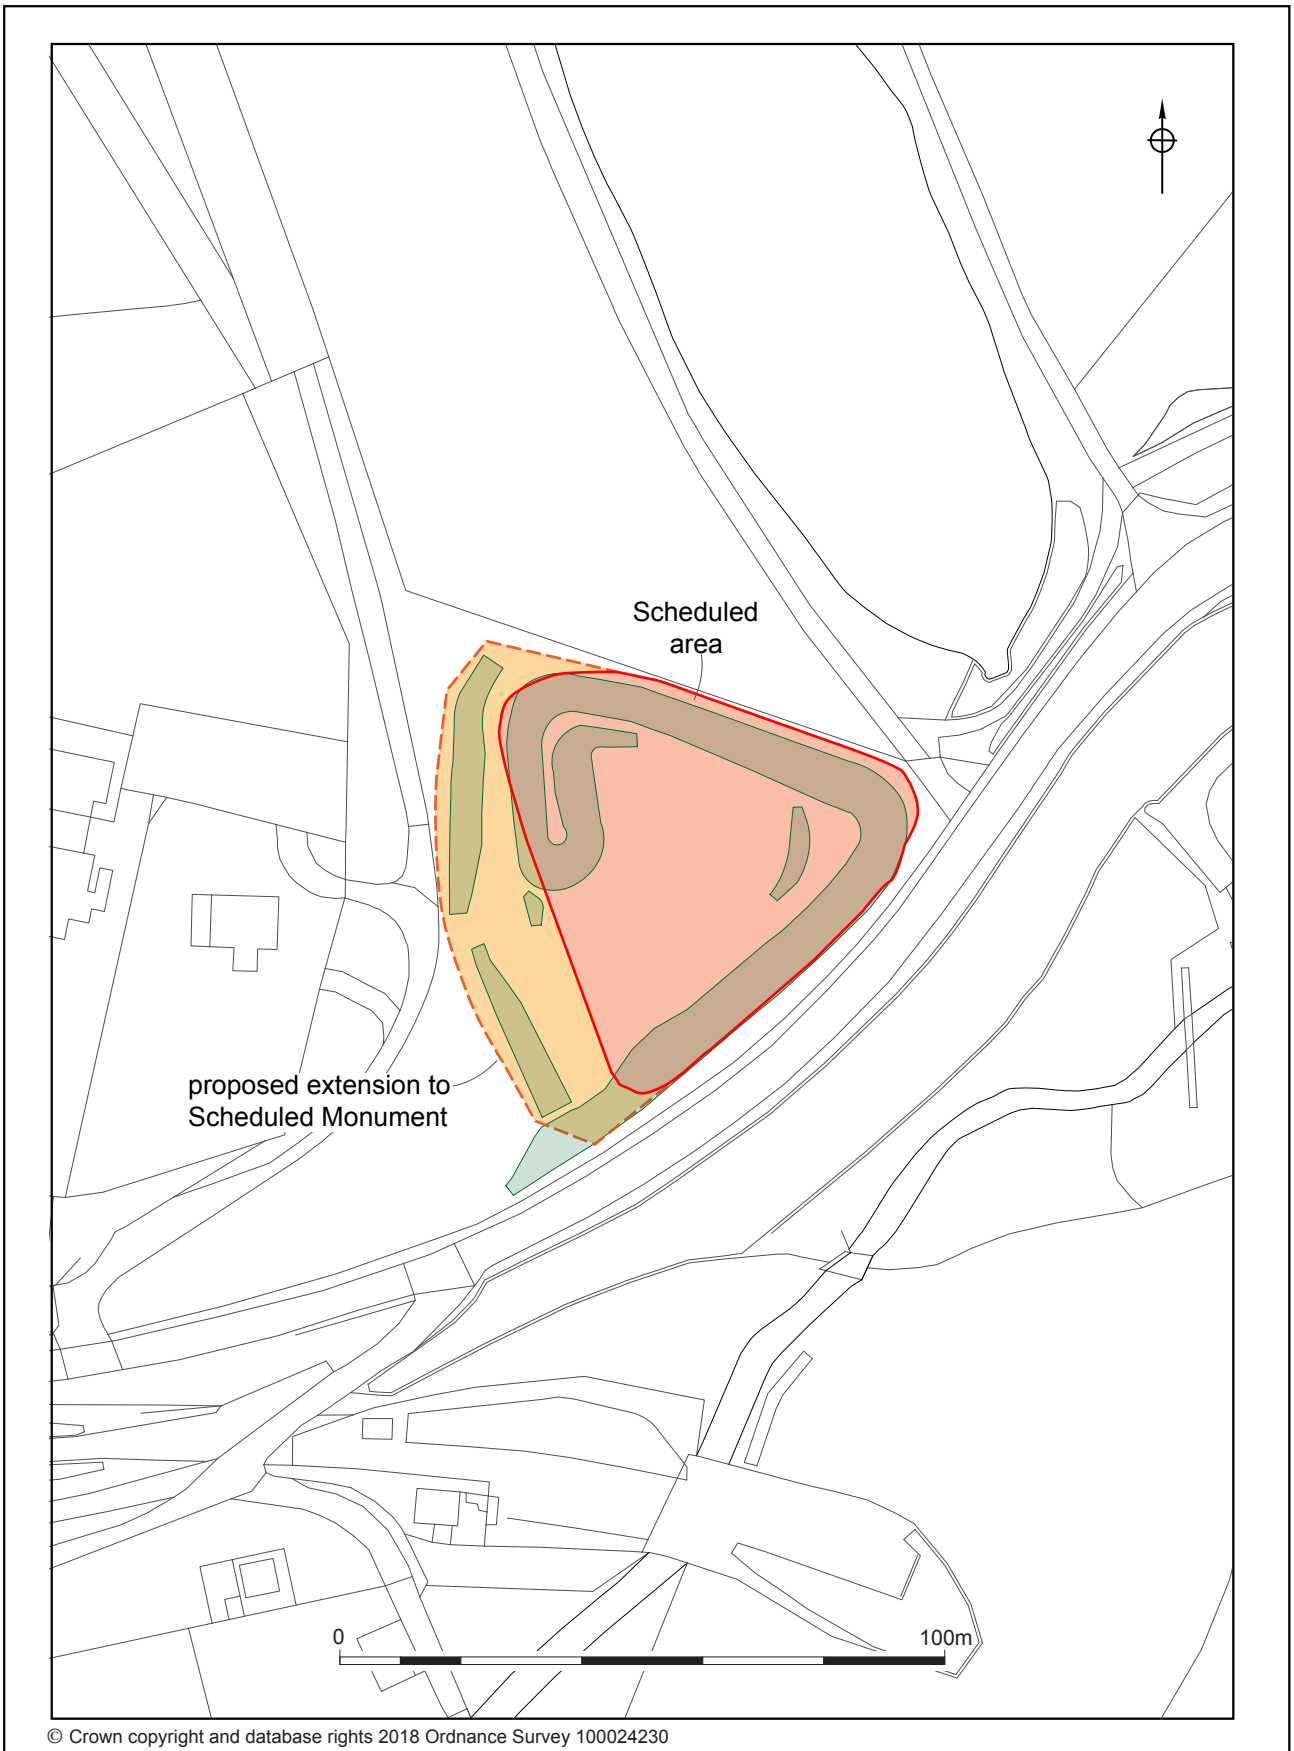 Scheduled
area
proposed extension to
Scheduled Monument
0
100m
© Crown copyright and database rights 2018 Ordnance Survey 100024230